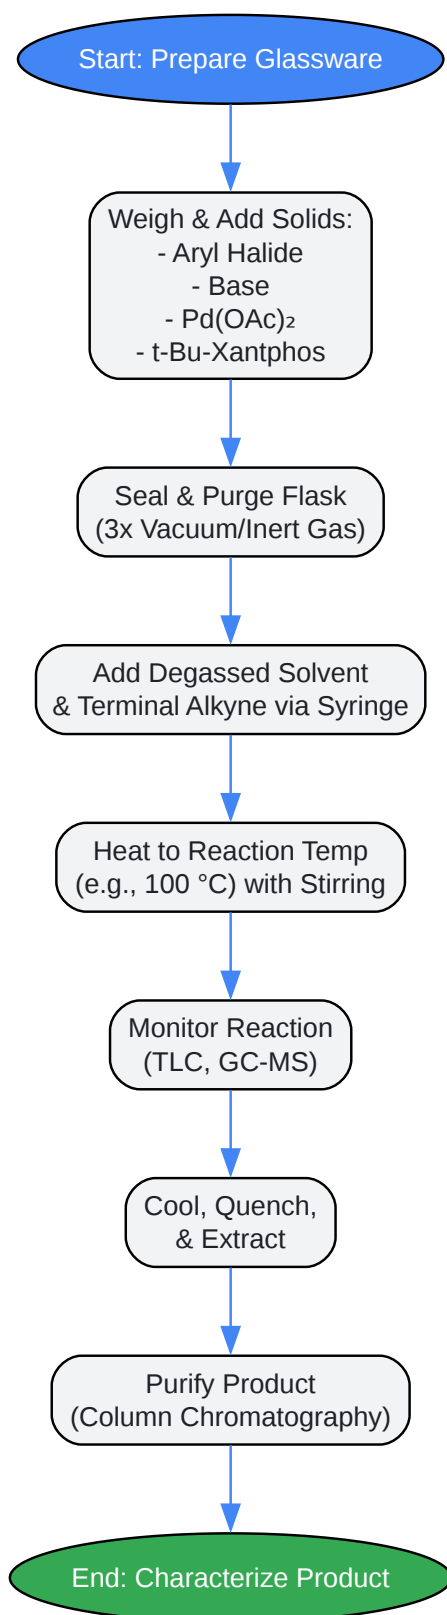 Start: Prepare Glassware
Weigh & Add Solids:
- Aryl Halide
- Base
- Pd(OAc)₂
- t-Bu-Xantphos
Seal & Purge Flask
(3x Vacuum/Inert Gas)
Add Degassed Solvent
& Terminal Alkyne via Syringe
Heat to Reaction Temp
(e.g., 100 °C) with Stirring
Monitor Reaction
(TLC, GC-MS)
Cool, Quench,
& Extract
Purify Product
(Column Chromatography)
End: Characterize Product